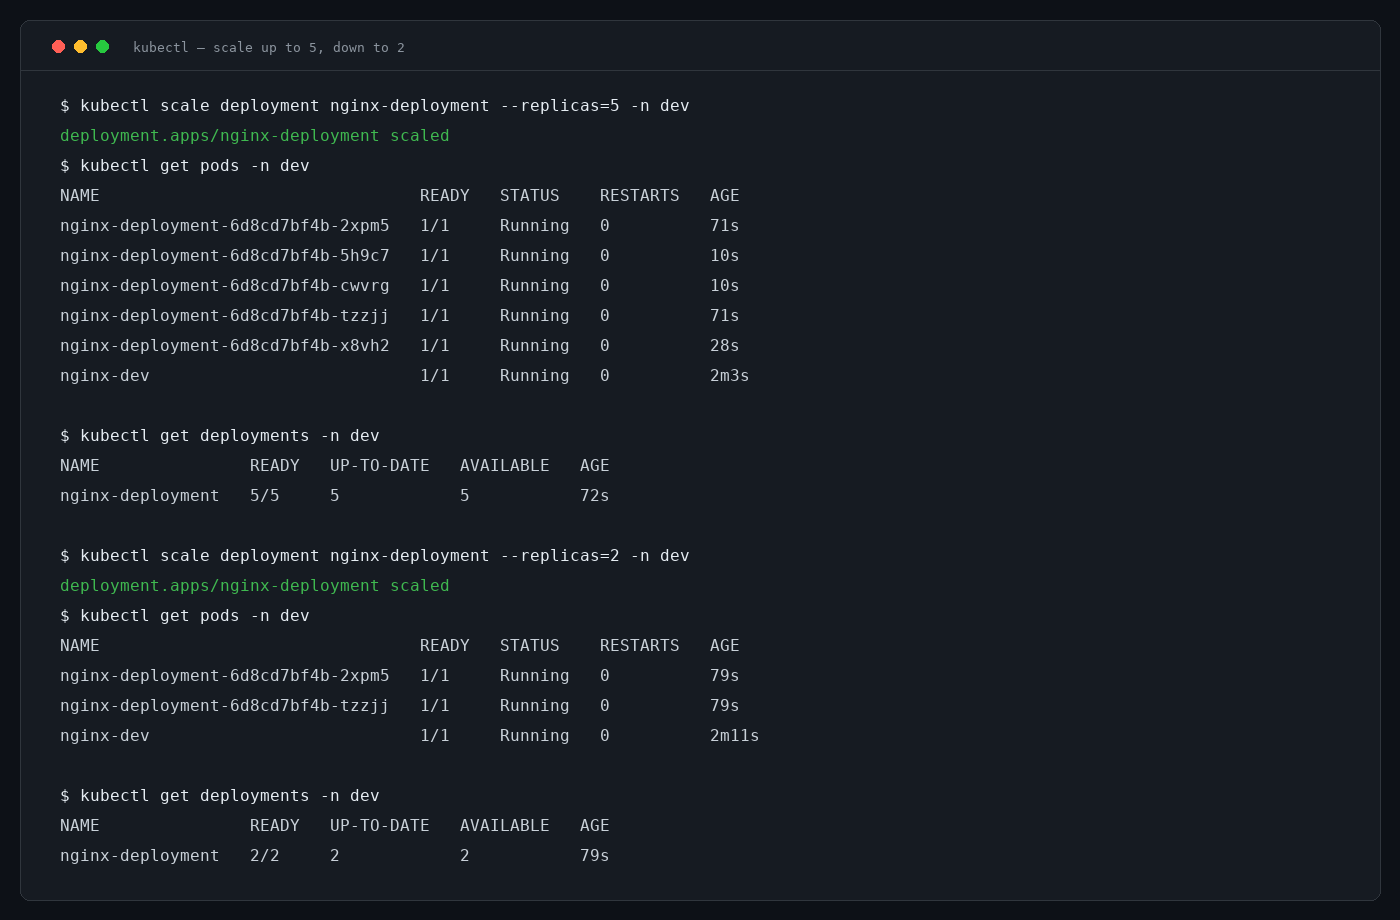 kubectl — scale up to 5, down to 2
$ kubectl scale deployment nginx-deployment --replicas=5 -n dev
deployment.apps/nginx-deployment scaled
$ kubectl get pods -n dev
NAME                                READY   STATUS    RESTARTS   AGE
nginx-deployment-6d8cd7bf4b-2xpm5   1/1     Running   0          71s
nginx-deployment-6d8cd7bf4b-5h9c7   1/1     Running   0          10s
nginx-deployment-6d8cd7bf4b-cwvrg   1/1     Running   0          10s
nginx-deployment-6d8cd7bf4b-tzzjj   1/1     Running   0          71s
nginx-deployment-6d8cd7bf4b-x8vh2   1/1     Running   0          28s
nginx-dev                           1/1     Running   0          2m3s
$ kubectl get deployments -n dev
NAME               READY   UP-TO-DATE   AVAILABLE   AGE
nginx-deployment   5/5     5            5           72s
$ kubectl scale deployment nginx-deployment --replicas=2 -n dev
deployment.apps/nginx-deployment scaled
$ kubectl get pods -n dev
NAME                                READY   STATUS    RESTARTS   AGE
nginx-deployment-6d8cd7bf4b-2xpm5   1/1     Running   0          79s
nginx-deployment-6d8cd7bf4b-tzzjj   1/1     Running   0          79s
nginx-dev                           1/1     Running   0          2m11s
$ kubectl get deployments -n dev
NAME               READY   UP-TO-DATE   AVAILABLE   AGE
nginx-deployment   2/2     2            2           79s